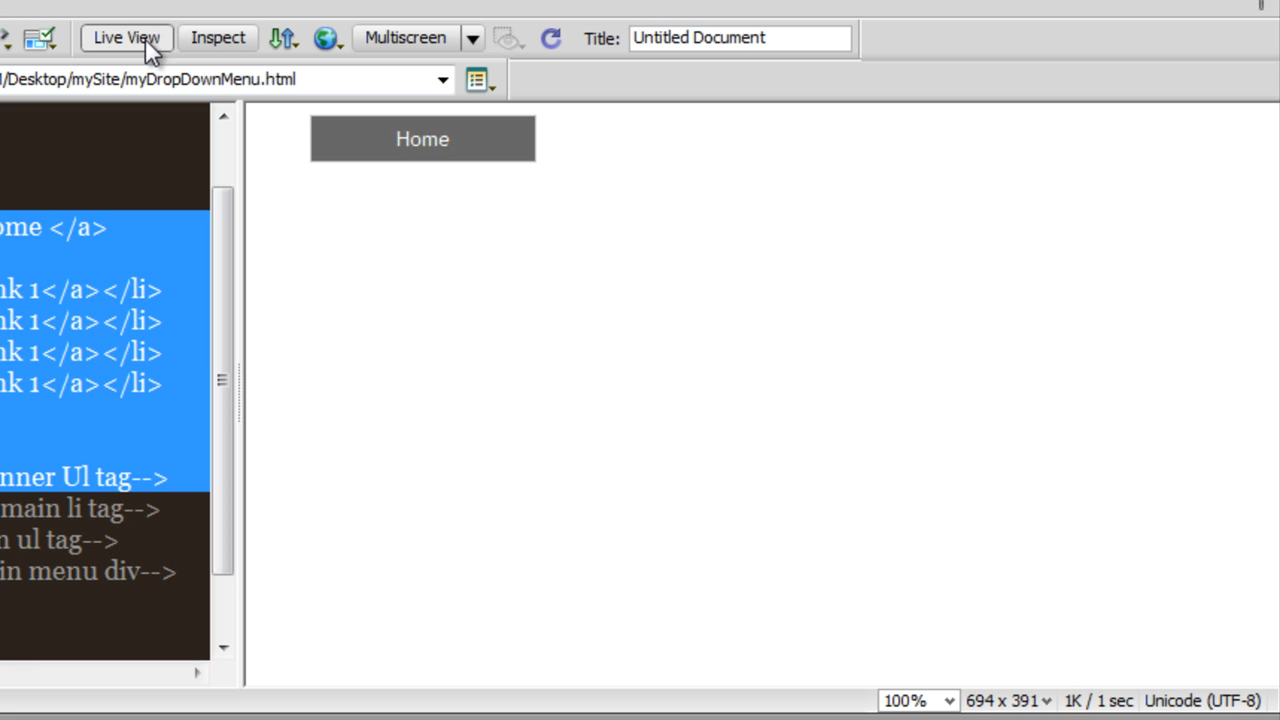 Live View Inspect Multiscreen Title: Untitled Document
/Desktop/mySite/myDropDownMenu.html
Home
ome </a>
nk 1</a></li>
nk 1</a></li>
nk 1</a></li>
nk 1</a></li>
nner Ul tag-->
main li tag-->
n ul tag-->
in menu div-->
100% 694 x 391 1K / 1 sec Unicode (UTF-8)